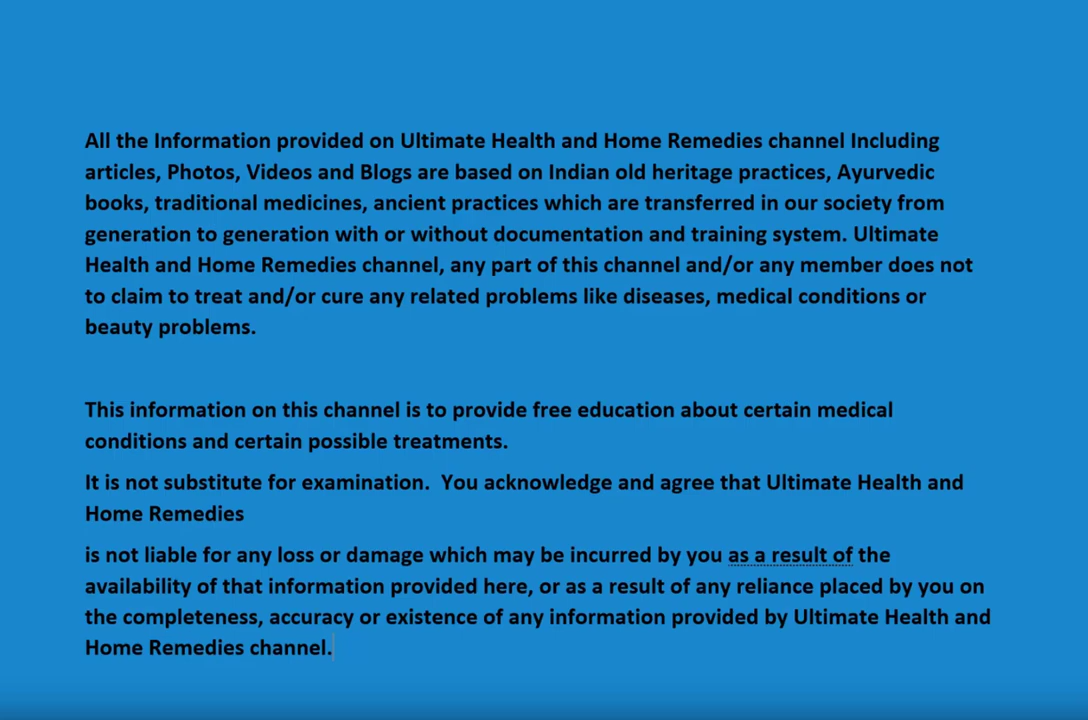 All the Information provided on Ultimate Health and Home Remedies channel Including
articles, Photos, Videos and Blogs are based on Indian old heritage practices, Ayurvedic
books, traditional medicines, ancient practices which are transferred in our society from
generation to generation with or without documentation and training system. Ultimate
Health and Home Remedies channel, any part of this channel and/or any member does not
to claim to treat and/or cure any related problems like diseases, medical conditions or
beauty problems.
This information on this channel is to provide free education about certain medical
conditions and certain possible treatments.
It is not substitute for examination.  You acknowledge and agree that Ultimate Health and
Home Remedies
is not liable for any loss or damage which may be incurred by you as a result of the
availability of that information provided here, or as a result of any reliance placed by you on
the completeness, accuracy or existence of any information provided by Ultimate Health and
Home Remedies channel.